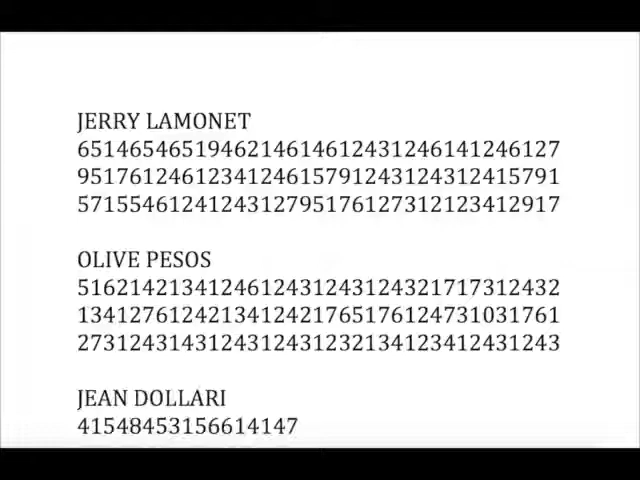 JERRY LAMONET
651465465194621461461243124614124612​7
951761246123412461579124312431241579​1
571554612412431279517612731212341291​7
OLIVE PESOS
516214213412461243124312432171731243​2
134127612421341242176517612473103176​1
273124314312431243123213412341243124​3
JEAN DOLLARI
41548453156614147